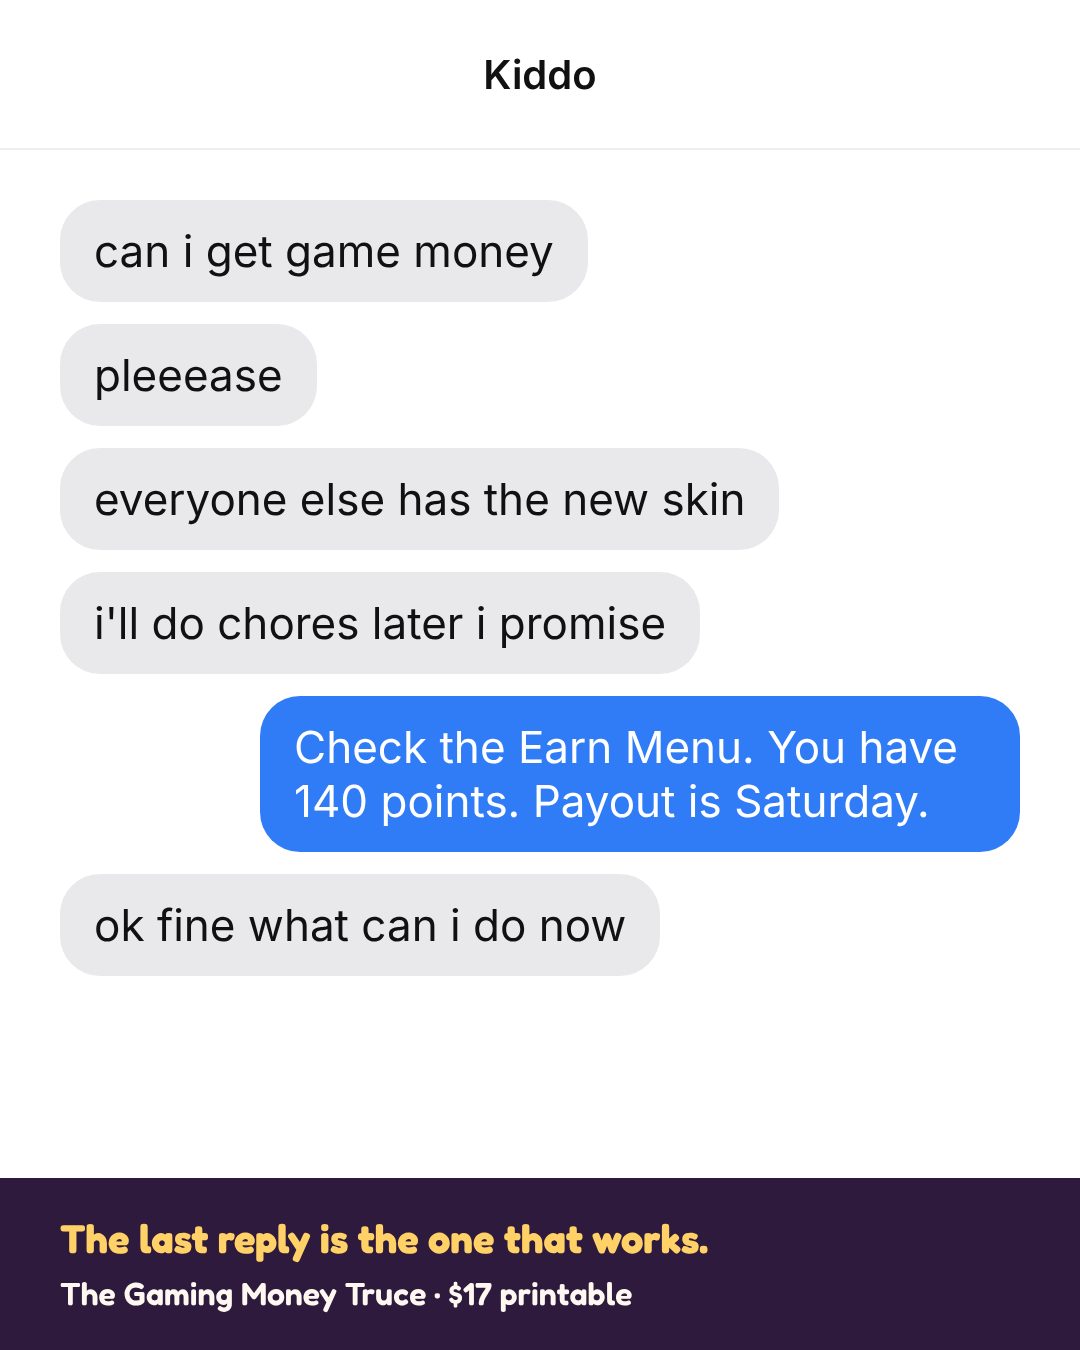 Kiddo
can i get game money
pleeease
everyone else has the new skin
i'll do chores later i promise
Check the Earn Menu. You have
140 points. Payout is Saturday.
ok fine what can i do now
The last reply is the one that works.
The Gaming Money Truce · $17 printable